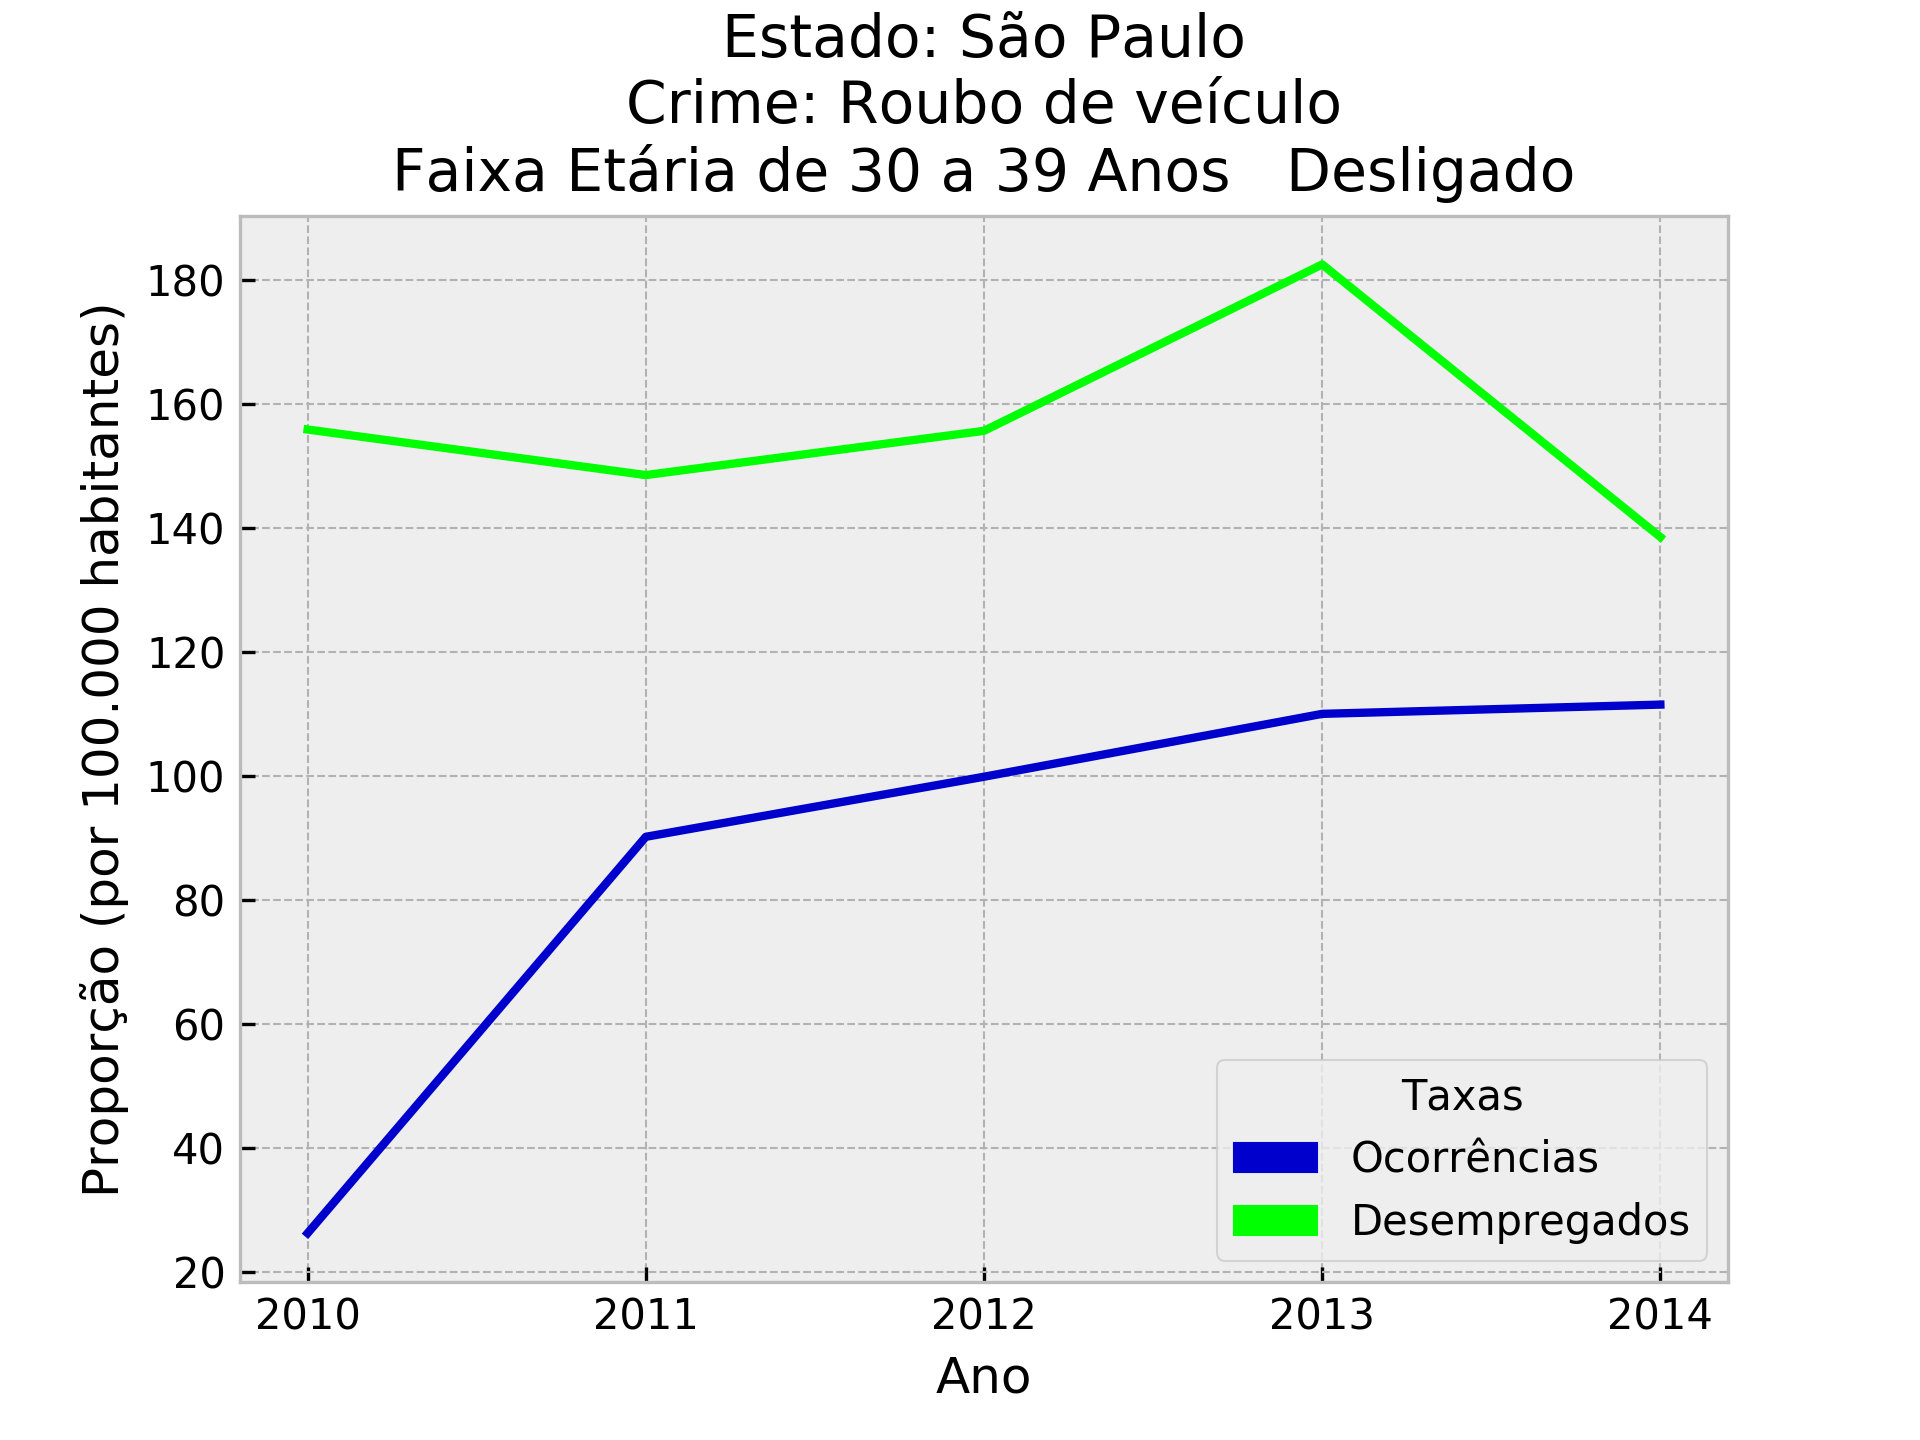 Estado: São Paulo
Crime: Roubo de veículo
Faixa Etária de 30 a 39 Anos   Desligado
Proporção (por 100.000 habitantes)
180
160
140
120
100
80
60
40
20
Taxas
Ocorrências
Desempregados
2010 2011 2012 2013 2014
Ano